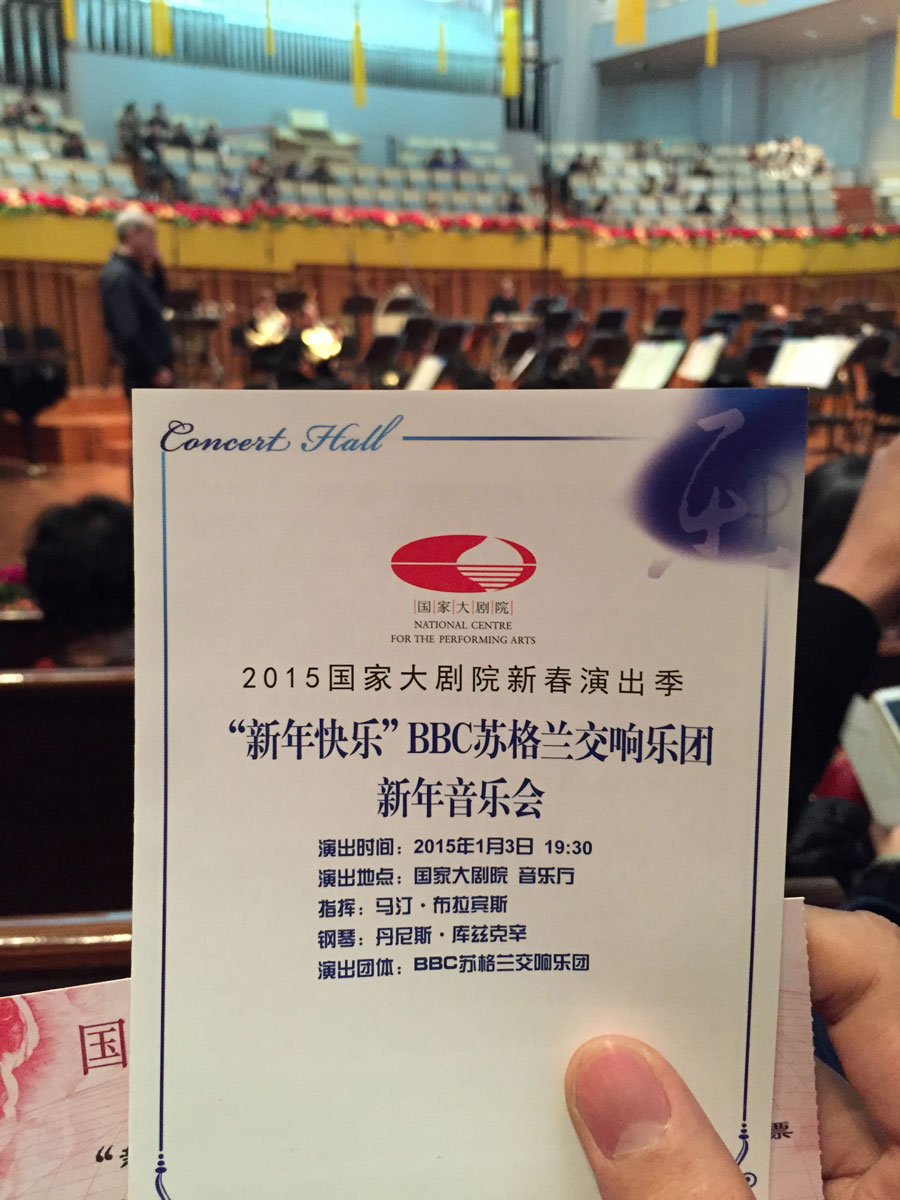 Concert Hall
乐
国家大剧院
NATIONAL CENTRE
FOR THE PERFORMING ARTS
2015国家大剧院新春演出季
“新年快乐”BBC苏格兰交响乐团
新年音乐会
演出时间：2015年1月3日 19:30
演出地点：国家大剧院 音乐厅
指挥：马汀·布拉宾斯
钢琴：丹尼斯·库兹克辛
演出团体：BBC苏格兰交响乐团
国
票